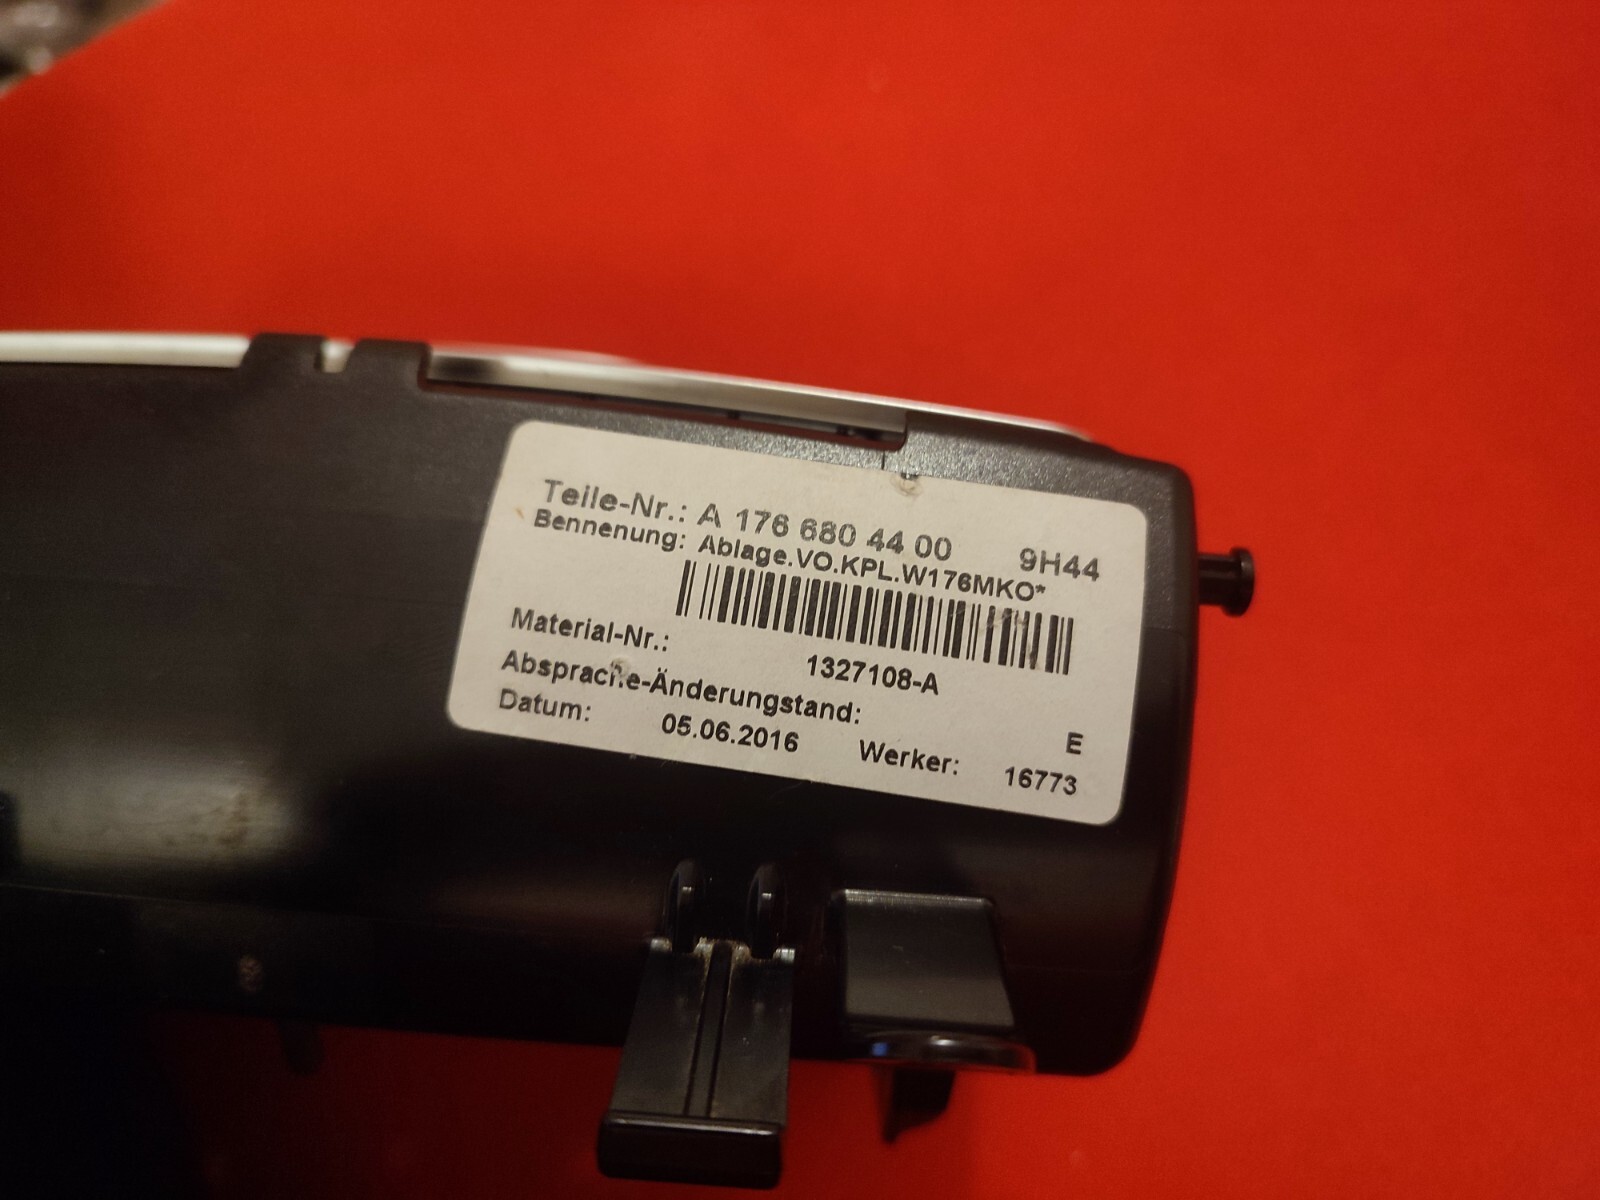 Teile-Nr.: A 176 680 44 00 9H44
Bennenung: Ablage.VO.KPL.W176MKO*
Material-Nr.: 1327108-A
Absprache-Änderungstand: E
Datum: 05.06.2016 Werker: 16773